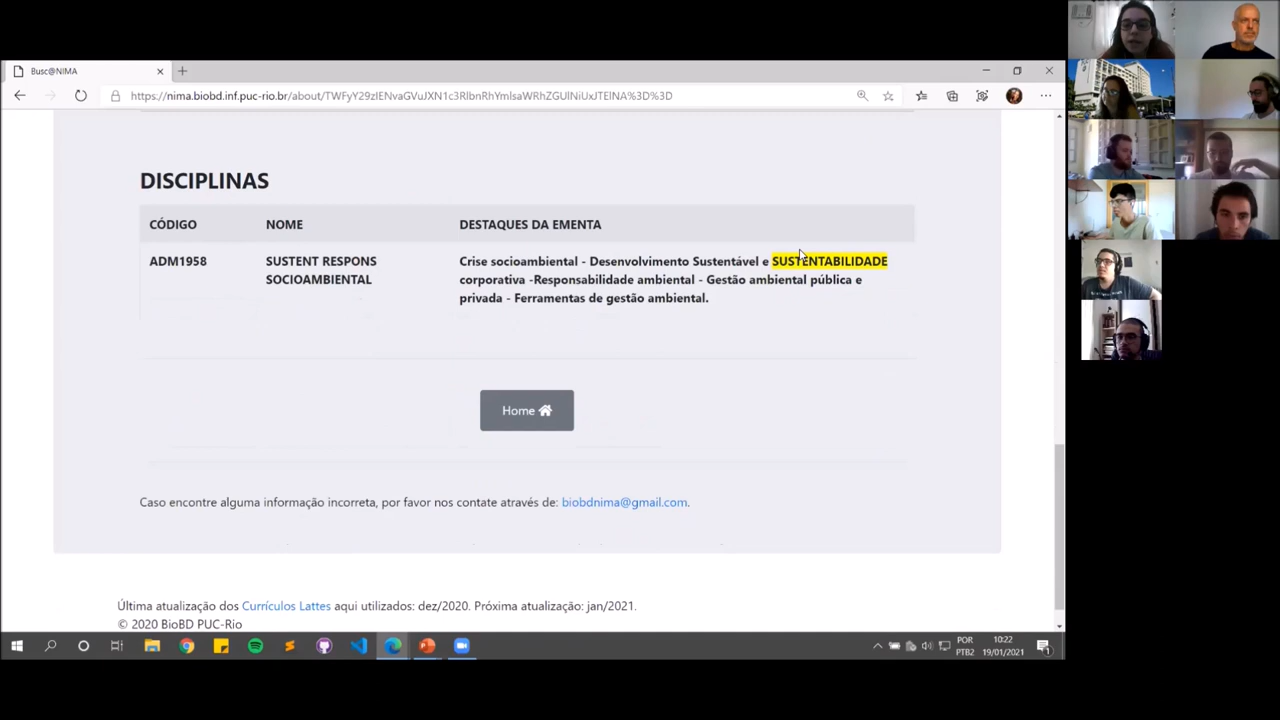 Busc@NIMA
https://nima.biobd.inf.puc-rio.br/about/TWFyY29zIENvaGVuJXN1c3RlbnRhYmlsaWRhZGUlNiUxJTElNA%3D%3D
DISCIPLINAS
CÓDIGO NOME DESTAQUES DA EMENTA
ADM1958 SUSTENT RESPONS Crise socioambiental - Desenvolvimento Sustentável e SUSTENTABILIDADE
SOCIOAMBIENTAL corporativa -Responsabilidade ambiental - Gestão ambiental pública e
privada - Ferramentas de gestão ambiental.
Home
Caso encontre alguma informação incorreta, por favor nos contate através de: biobdnima@gmail.com.
Última atualização dos Currículos Lattes aqui utilizados: dez/2020. Próxima atualização: jan/2021.
© 2020 BioBD PUC-Rio
POR 10:22
PTB2 19/01/2021